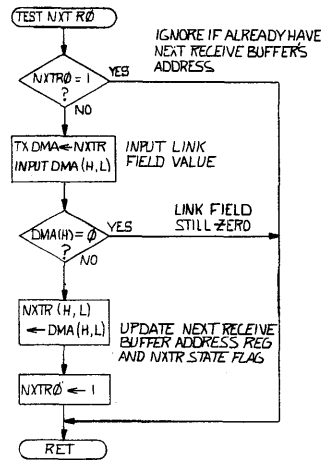 TEST NXT RØ
IGNORE IF ALREADY HAVE
NEXT RECEIVE BUFFER'S
ADDRESS
NXTRØ = 1
?
YES
NO
TX DMA ← NXTR
INPUT DMA (H,L)
INPUT LINK
FIELD VALUE
DMA(H) = Ø
?
YES
NO
LINK FIELD
STILL ZERO
NXTR (H,L)
← DMA (H,L)
UPDATE NEXT RECEIVE
BUFFER ADDRESS REG
AND NXTR STATE FLAG
NXTRØ ← 1
RET